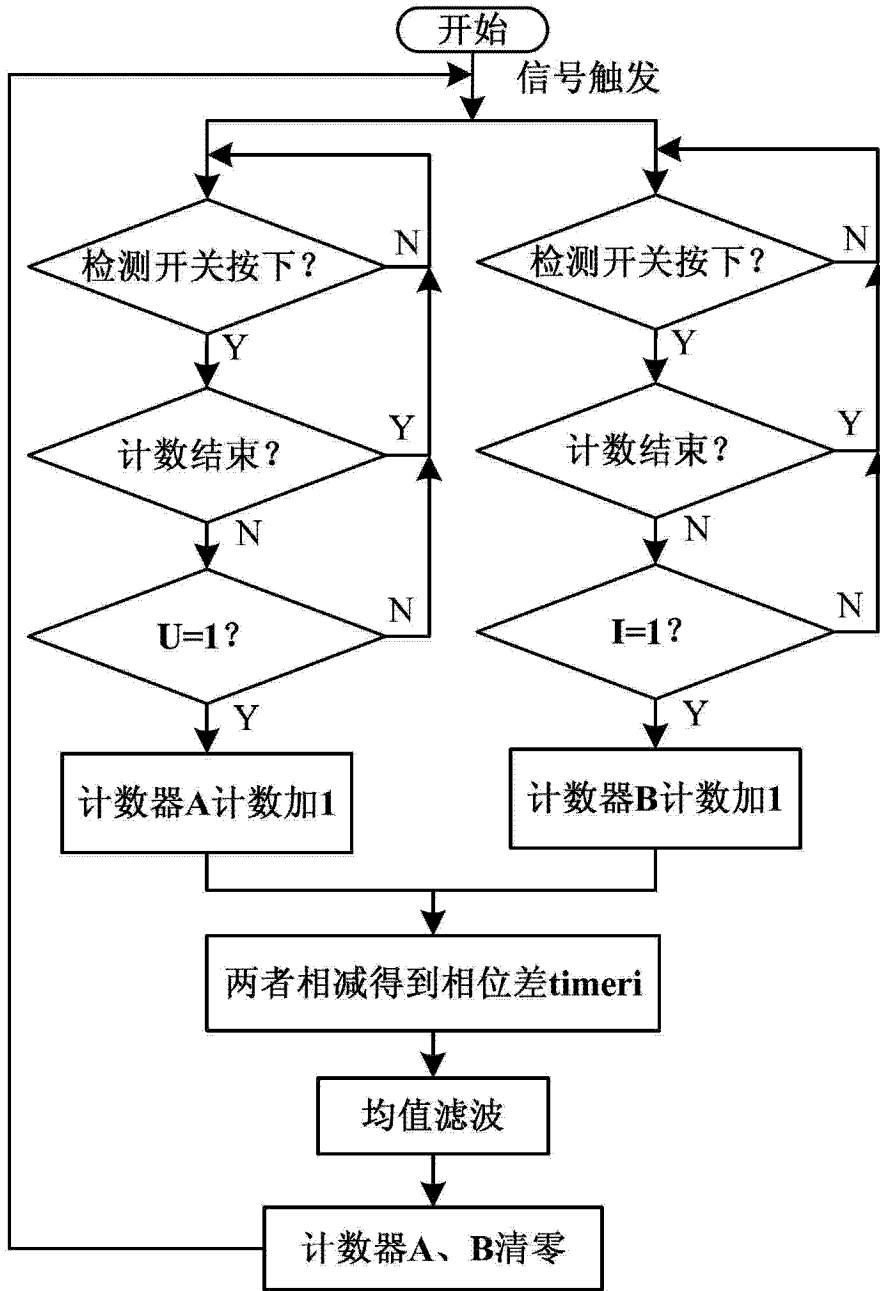 开始
信号触发
检测开关按下？
N
Y
计数结束？
Y
N
U=1？
N
Y
计数器A计数加1
检测开关按下？
N
Y
计数结束？
Y
N
I=1？
N
Y
计数器B计数加1
两者相减得到相位差timeri
均值滤波
计数器A、B清零